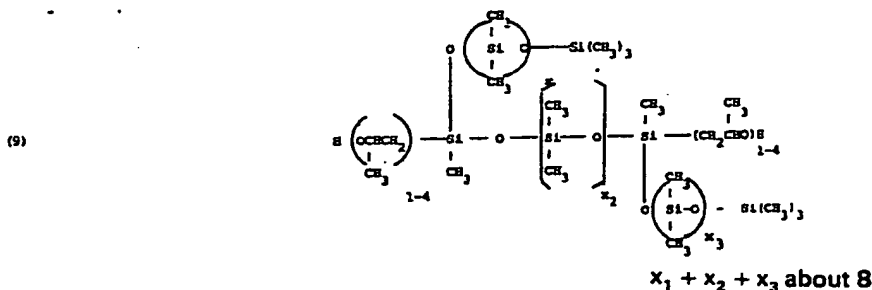 CH3
O Si O Si(CH3)3
CH3
CH3 CH3 CH3
(9) H (OCHCH2) Si O Si O Si (CH2CHO)H
CH3 1-4 CH3 CH3 x2 1-4
CH3
O Si-O - Si(CH3)3
CH3 x3
x1 + x2 + x3 about 8